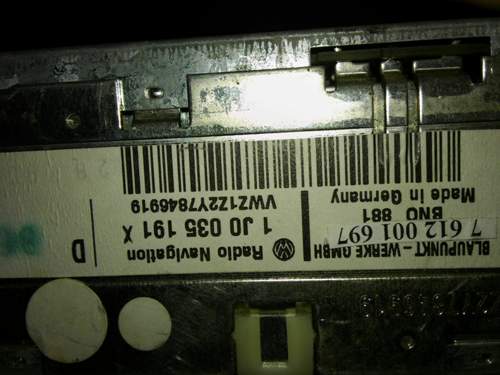 BLAUPUNKT - WERKE GMBH
7 612 001 697
BNO 881
Made in Germany
Radio Navigation
1 J0 035 191 X
VWZ1Z2Y7846919
D